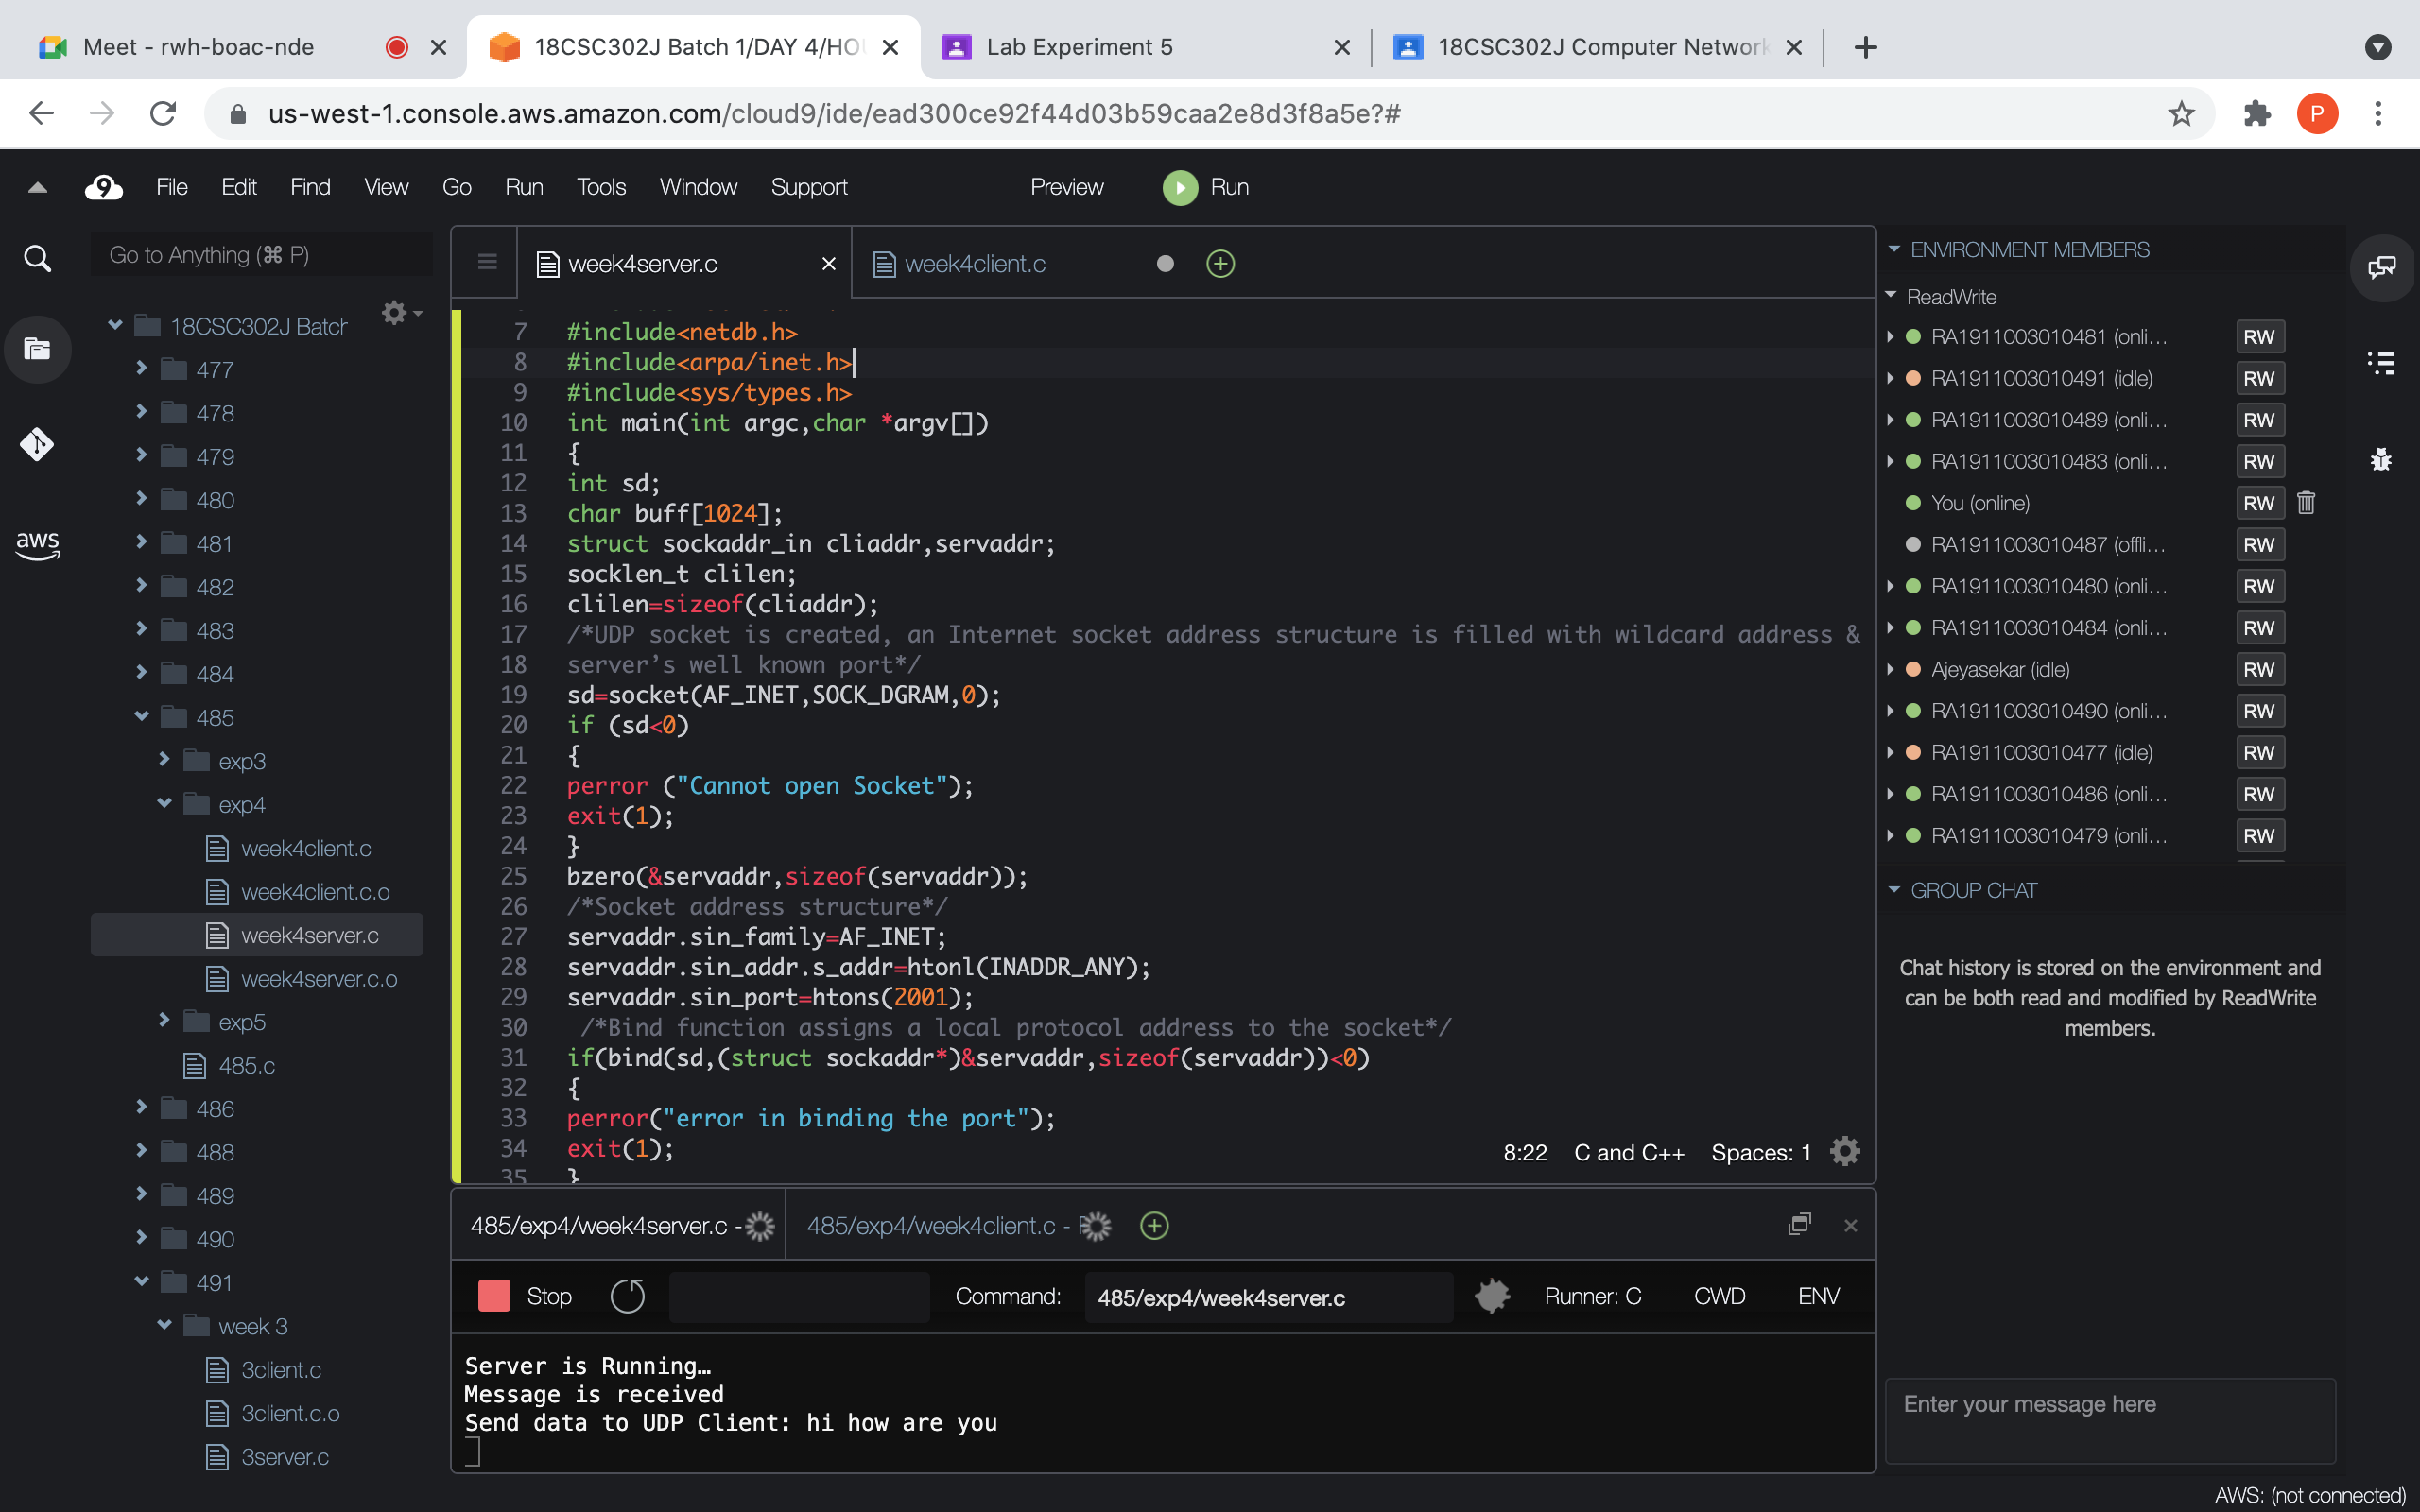 Meet - rwh-boac-nde
18CSC302J Batch 1/DAY 4/HO
Lab Experiment 5
18CSC302J Computer Network
us-west-1.console.aws.amazon.com/cloud9/ide/ead300ce92f44d03b59caa2e8d3f8a5e?#
P
9 File Edit Find View Go Run Tools Window Support Preview Run
Go to Anything (⌘ P)
aws
18CSC302J Batch
477
478
479
480
481
482
483
484
485
exp3
exp4
week4client.c
week4client.c.o
week4server.c
week4server.c.o
exp5
485.c
486
488
489
490
491
week 3
3client.c
3client.c.o
3server.c
week4server.c
week4client.c
7 #include<netdb.h>
8 #include<arpa/inet.h>
9 #include<sys/types.h>
10 int main(int argc,char *argv[])
11 {
12 int sd;
13 char buff[1024];
14 struct sockaddr_in cliaddr,servaddr;
15 socklen_t clilen;
16 clilen=sizeof(cliaddr);
17 /*UDP socket is created, an Internet socket address structure is filled with wildcard address &
18 server’s well known port*/
19 sd=socket(AF_INET,SOCK_DGRAM,0);
20 if (sd<0)
21 {
22 perror ("Cannot open Socket");
23 exit(1);
24 }
25 bzero(&servaddr,sizeof(servaddr));
26 /*Socket address structure*/
27 servaddr.sin_family=AF_INET;
28 servaddr.sin_addr.s_addr=htonl(INADDR_ANY);
29 servaddr.sin_port=htons(2001);
30 /*Bind function assigns a local protocol address to the socket*/
31 if(bind(sd,(struct sockaddr*)&servaddr,sizeof(servaddr))<0)
32 {
33 perror("error in binding the port");
34 exit(1);
35 }
8:22 C and C++ Spaces: 1
485/exp4/week4server.c -
485/exp4/week4client.c -
Stop
Command: 485/exp4/week4server.c
Runner: C CWD ENV
Server is Running…
Message is received
Send data to UDP Client: hi how are you
ENVIRONMENT MEMBERS
ReadWrite
RA1911003010481 (onli... RW
RA1911003010491 (idle) RW
RA1911003010489 (onli... RW
RA1911003010483 (onli... RW
You (online) RW
RA1911003010487 (offli... RW
RA1911003010480 (onli... RW
RA1911003010484 (onli... RW
Ajeyasekar (idle) RW
RA1911003010490 (onli... RW
RA1911003010477 (idle) RW
RA1911003010486 (onli... RW
RA1911003010479 (onli... RW
GROUP CHAT
Chat history is stored on the environment and
can be both read and modified by ReadWrite
members.
Enter your message here
AWS: (not connected)